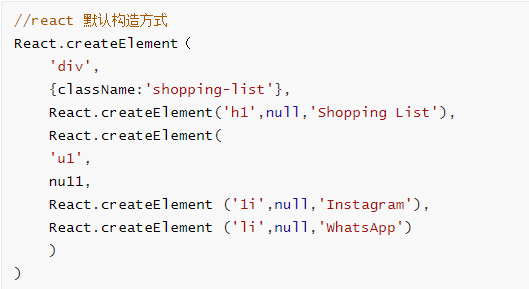 //react 默认构造方式
React.createElement(
'div',
{className:'shopping-list'},
React.createElement('h1',null,'Shopping List'),
React.createElement(
'u1',
nu11,
React.createElement ('1i',null,'Instagram'),
React.createElement ('li',null,'WhatsApp')
)
)